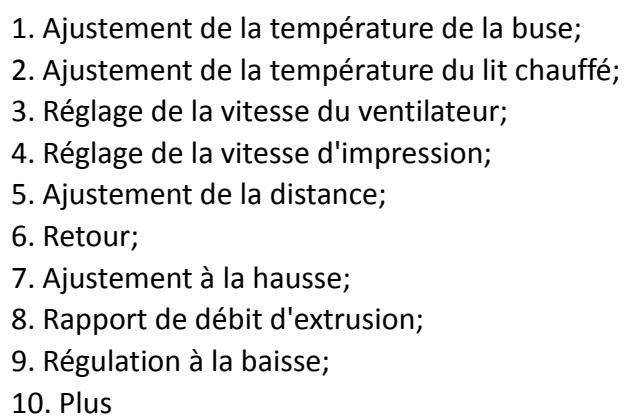 1. Ajustement de la température de la buse;
2. Ajustement de la température du lit chauffé;
3. Réglage de la vitesse du ventilateur;
4. Réglage de la vitesse d'impression;
5. Ajustement de la distance;
6. Retour;
7. Ajustement à la hausse;
8. Rapport de débit d'extrusion;
9. Régulation à la baisse;
10. Plus